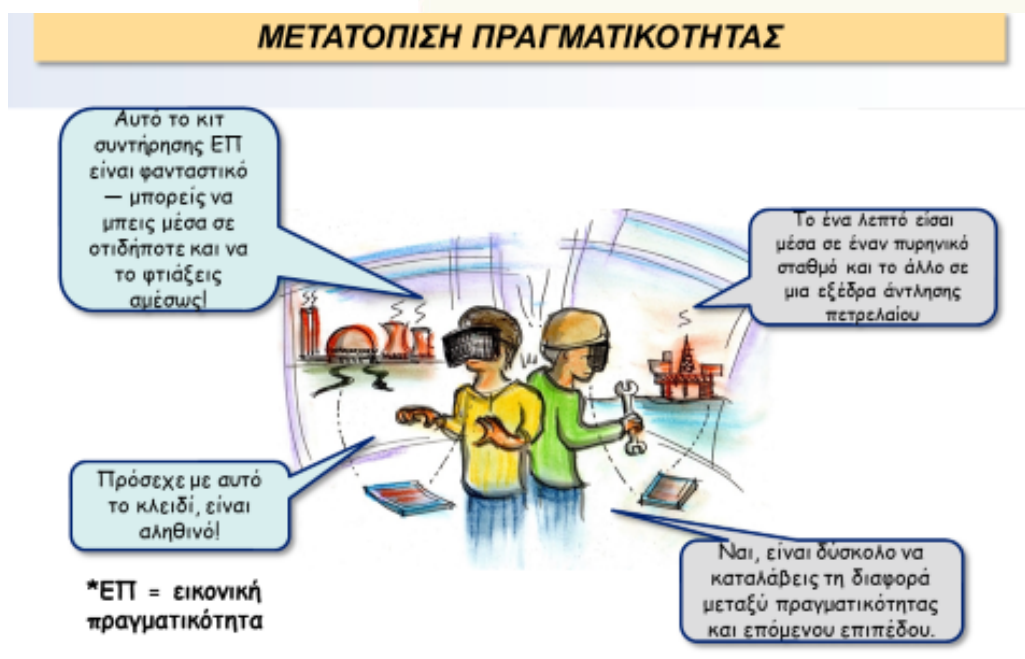 ΜΕΤΑΤΟΠΙΣΗ ΠΡΑΓΜΑΤΙΚΟΤΗΤΑΣ
Αυτό το κιτ
συντήρησης ΕΠ
είναι φανταστικό
— μπορείς να
μπεις μέσα σε
οτιδήποτε και να
το φτιάξεις
αμέσως!
Το ένα λεπτό είσαι
μέσα σε έναν πυρηνικό
σταθμό και το άλλο σε
μια εξέδρα άντλησης
πετρελαίου
Πρόσεχε με αυτό
το κλειδί, είναι
αληθινό!
Ναι, είναι δύσκολο να
καταλάβεις τη διαφορά
μεταξύ πραγματικότητας
και επόμενου επιπέδου.
*ΕΠ = εικονική
πραγματικότητα